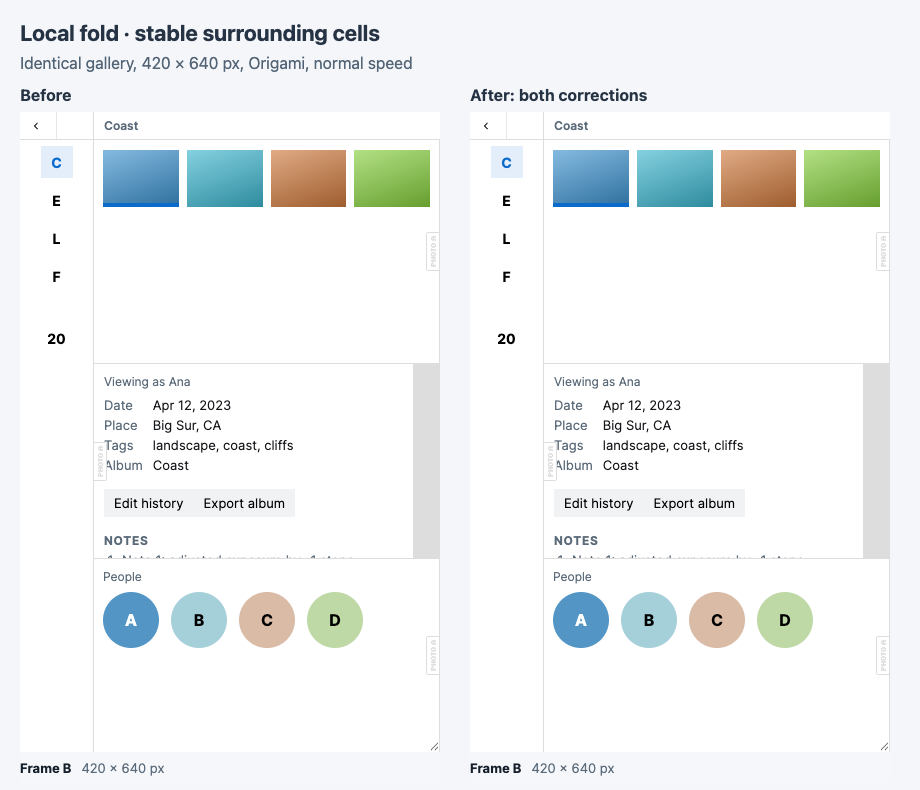 Local fold · stable surrounding cells
Identical gallery, 420 × 640 px, Origami, normal speed
Before
Coast
C
E
L
F
20
Viewing as Ana
Date Apr 12, 2023
Place Big Sur, CA
Tags landscape, coast, cliffs
Album Coast
Edit history Export album
NOTES
People
A B C D
Frame B 420 × 640 px
After: both corrections
Coast
C
E
L
F
20
Viewing as Ana
Date Apr 12, 2023
Place Big Sur, CA
Tags landscape, coast, cliffs
Album Coast
Edit history Export album
NOTES
People
A B C D
Frame B 420 × 640 px